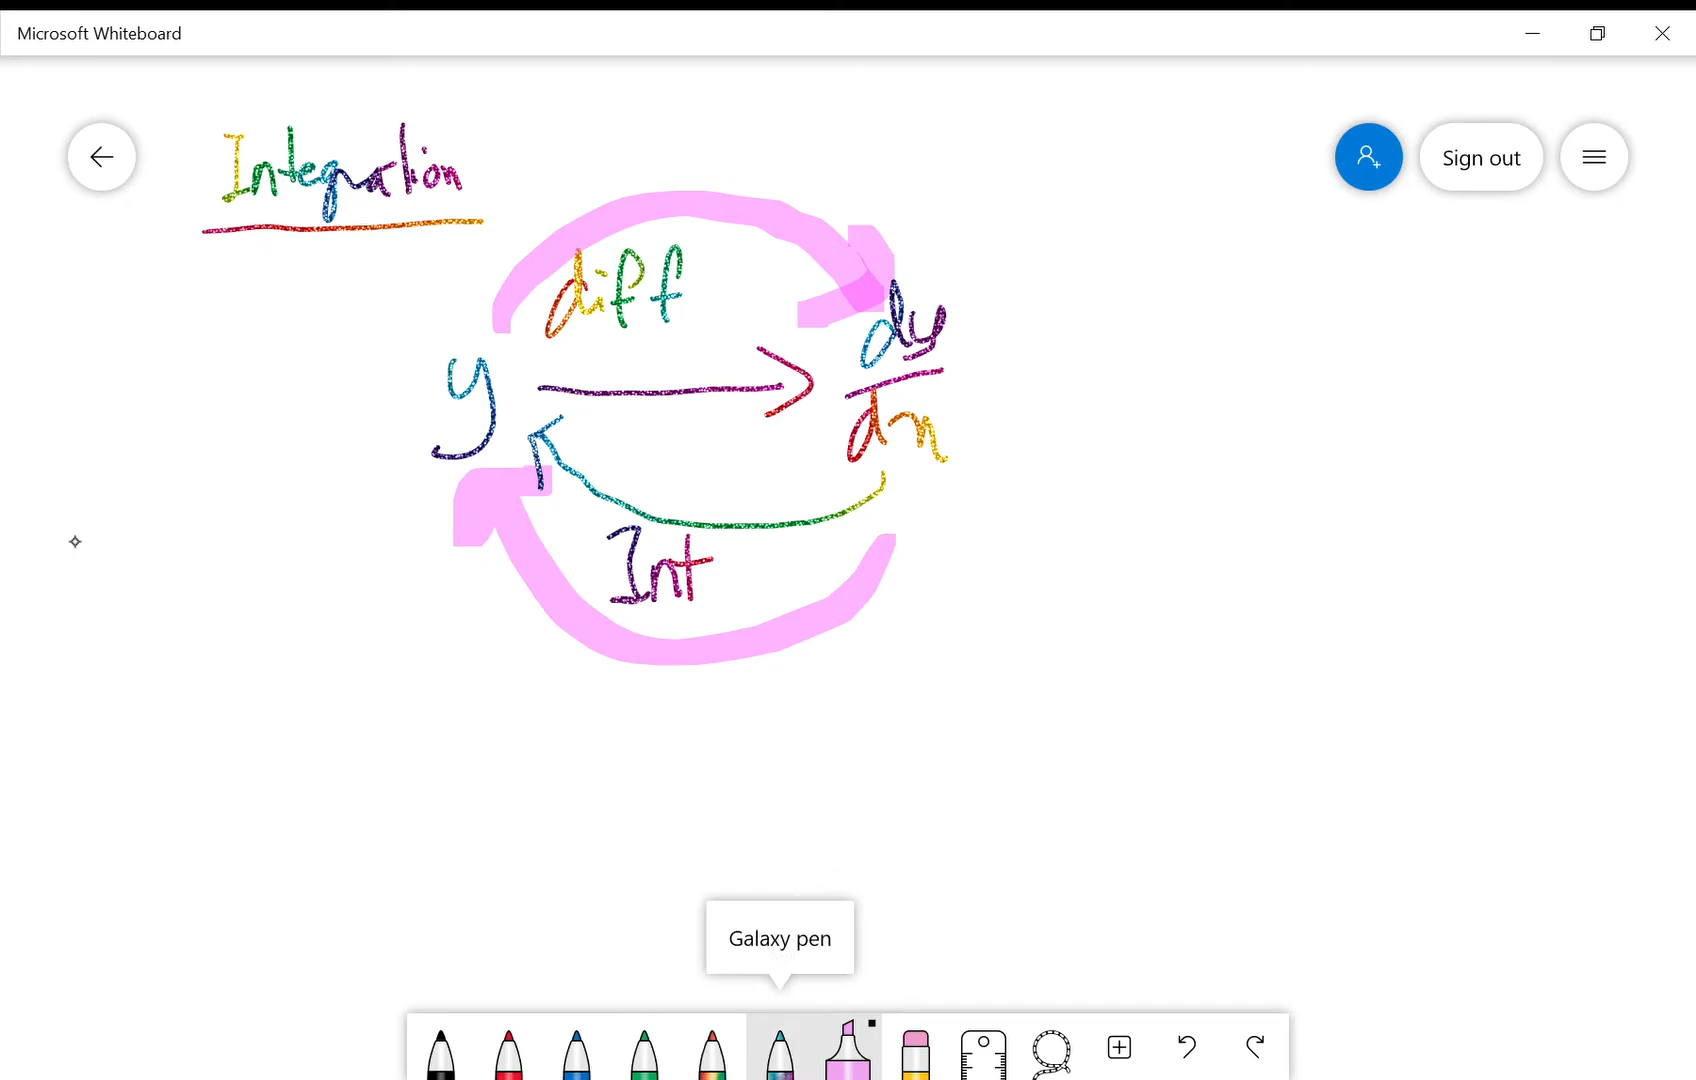 Microsoft Whiteboard
Sign out
Integration
diff
y
dy
dx
Int
Galaxy pen